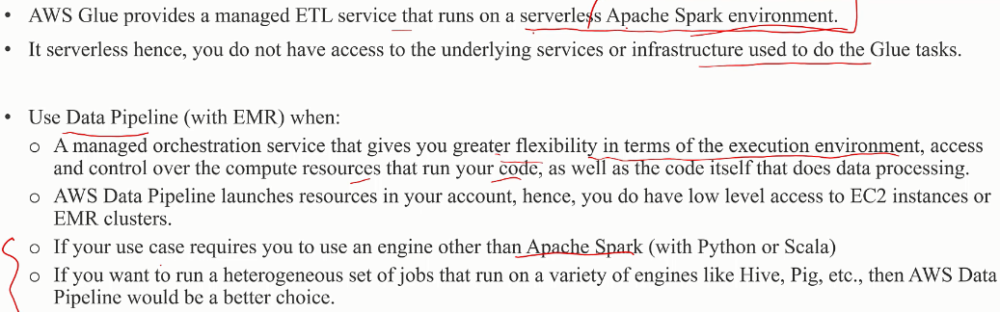 • AWS Glue provides a managed ETL service that runs on a serverless Apache Spark environment.
• It serverless hence, you do not have access to the underlying services or infrastructure used to do the Glue tasks.
• Use Data Pipeline (with EMR) when:
o A managed orchestration service that gives you greater flexibility in terms of the execution environment, access
and control over the compute resources that run your code, as well as the code itself that does data processing.
o AWS Data Pipeline launches resources in your account, hence, you do have low level access to EC2 instances or
EMR clusters.
o If your use case requires you to use an engine other than Apache Spark (with Python or Scala)
o If you want to run a heterogeneous set of jobs that run on a variety of engines like Hive, Pig, etc., then AWS Data
Pipeline would be a better choice.